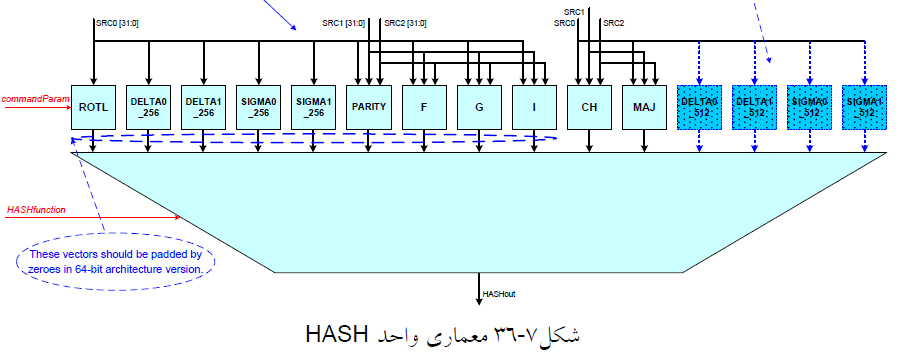 SRC0 [31:0]
SRC1 [31:0]
SRC2 [31:0]
SRC1
SRC0
SRC2
commandParam
ROTL
DELTA0
_256
DELTA1
_256
SIGMA0
_256
SIGMA1
_256
PARITY
F
G
I
CH
MAJ
DELTA0
_512
DELTA1
_512
SIGMA0
_512
SIGMA1
_512
HASHfunction
These vectors should be padded by
zeroes in 64-bit architecture version.
HASHout
شکل۷-۳۶ معماری واحد HASH